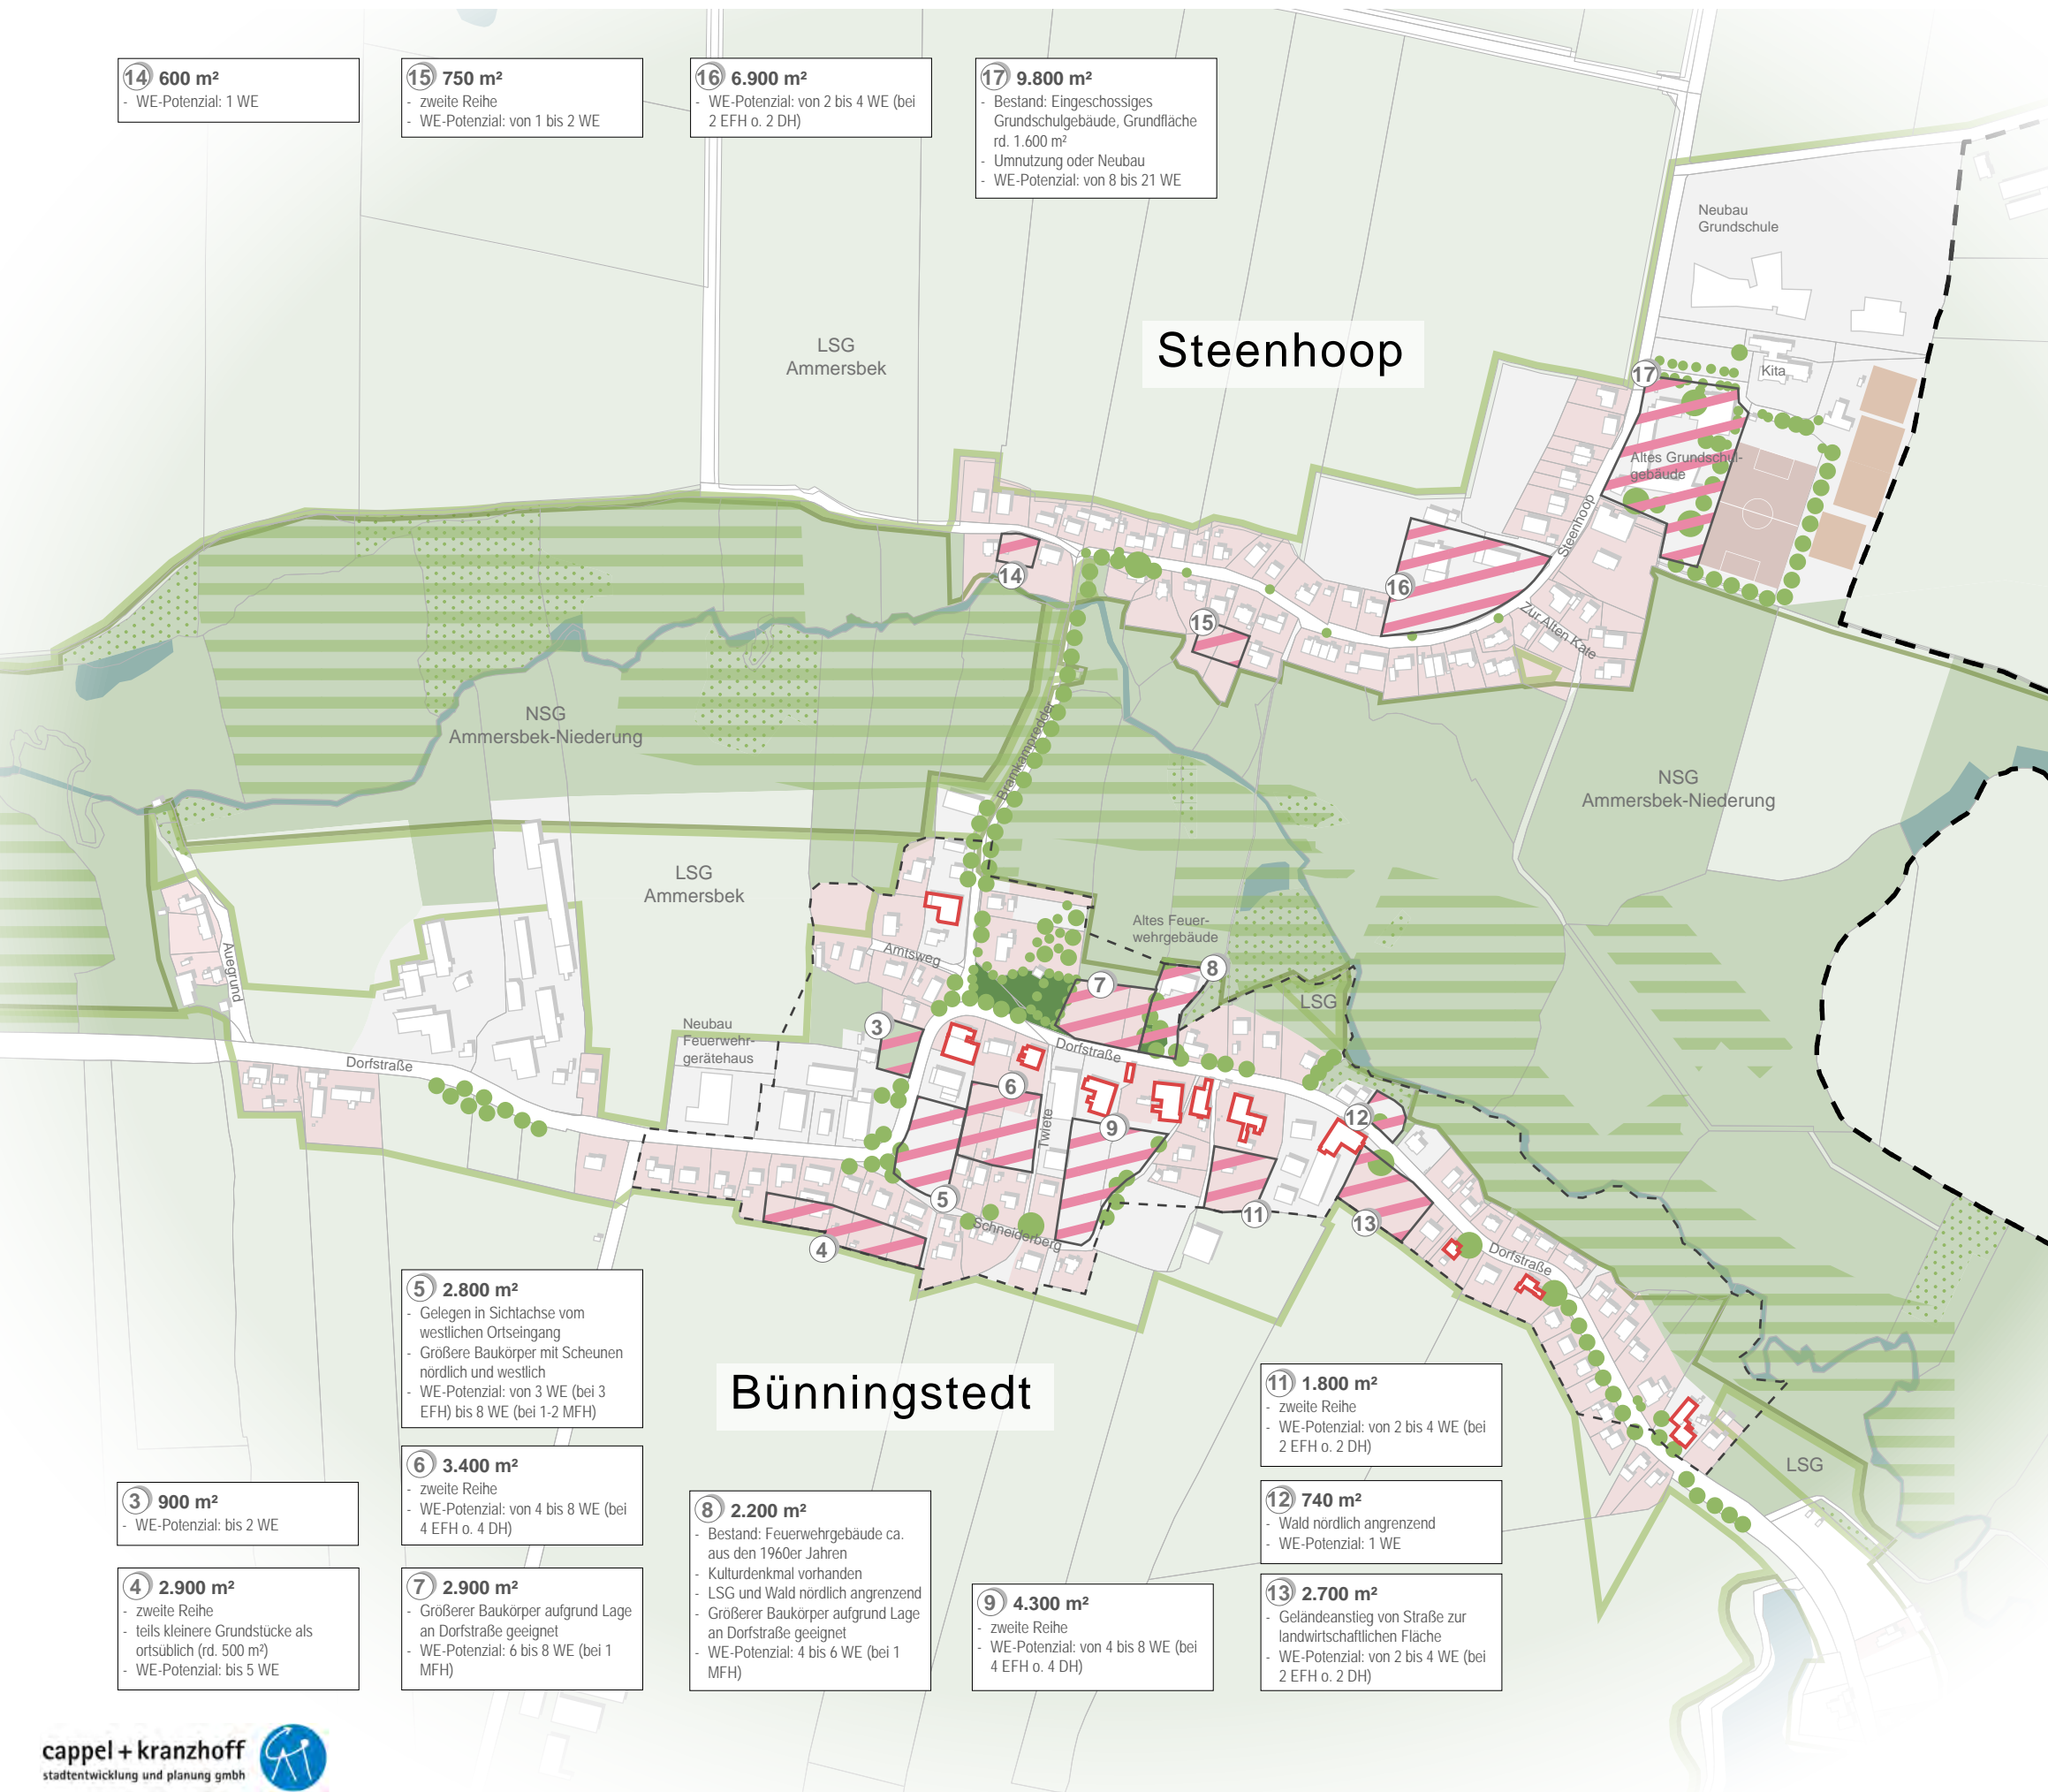 14 600 m²
- WE-Potenzial: 1 WE
15 750 m²
- zweite Reihe
- WE-Potenzial: von 1 bis 2 WE
16 6.900 m²
- WE-Potenzial: von 2 bis 4 WE (bei
2 EFH o. 2 DH)
17 9.800 m²
- Bestand: Eingeschossiges
Grundschulgebäude, Grundfläche
rd. 1.600 m²
- Umnutzung oder Neubau
- WE-Potenzial: von 8 bis 21 WE
Neubau
Grundschule
LSG
Ammersbek
Steenhoop
17
Kita
Altes Grundschul-
gebäude
Steenhoop
14
16
15
Zur Alten Kate
NSG
Ammersbek-Niederung
Bramkampredder
NSG
Ammersbek-Niederung
LSG
Ammersbek
Altes Feuer-
wehrgebäude
Auegrund
Amtsweg
8
7
LSG
3
Neubau
Feuerwehr-
gerätehaus
Dorfstraße
Dorfstraße
6
Twiete
9
12
5
4
Schneiderberg
11
13
Dorfstraße
5 2.800 m²
- Gelegen in Sichtachse vom
westlichen Ortseingang
- Größere Baukörper mit Scheunen
nördlich und westlich
- WE-Potenzial: von 3 WE (bei 3
EFH) bis 8 WE (bei 1-2 MFH)
Bünningstedt
11 1.800 m²
- zweite Reihe
- WE-Potenzial: von 2 bis 4 WE (bei
2 EFH o. 2 DH)
LSG
6 3.400 m²
- zweite Reihe
- WE-Potenzial: von 4 bis 8 WE (bei
4 EFH o. 4 DH)
3 900 m²
- WE-Potenzial: bis 2 WE
8 2.200 m²
- Bestand: Feuerwehrgebäude ca.
aus den 1960er Jahren
- Kulturdenkmal vorhanden
- LSG und Wald nördlich angrenzend
- Größerer Baukörper aufgrund Lage
an Dorfstraße geeignet
- WE-Potenzial: 4 bis 6 WE (bei 1
MFH)
12 740 m²
- Wald nördlich angrenzend
- WE-Potenzial: 1 WE
4 2.900 m²
- zweite Reihe
- teils kleinere Grundstücke als
ortsüblich (rd. 500 m²)
- WE-Potenzial: bis 5 WE
7 2.900 m²
- Größerer Baukörper aufgrund Lage
an Dorfstraße geeignet
- WE-Potenzial: 6 bis 8 WE (bei 1
MFH)
9 4.300 m²
- zweite Reihe
- WE-Potenzial: von 4 bis 8 WE (bei
4 EFH o. 4 DH)
13 2.700 m²
- Geländeanstieg von Straße zur
landwirtschaftlichen Fläche
- WE-Potenzial: von 2 bis 4 WE (bei
2 EFH o. 2 DH)
cappel + kranzhoff
stadtentwicklung und planung gmbh